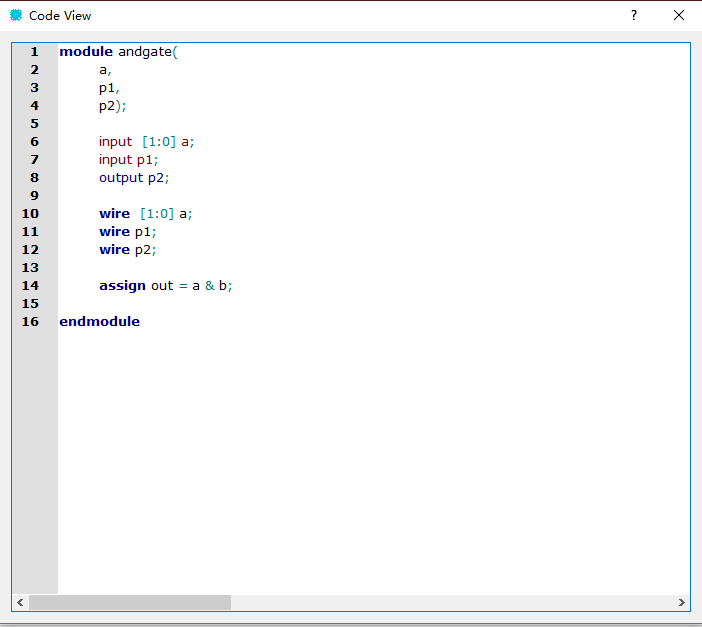 Code View
?
1 module andgate(
2 a,
3 p1,
4 p2);
5
6 input [1:0] a;
7 input p1;
8 output p2;
9
10 wire [1:0] a;
11 wire p1;
12 wire p2;
13
14 assign out = a & b;
15
16 endmodule